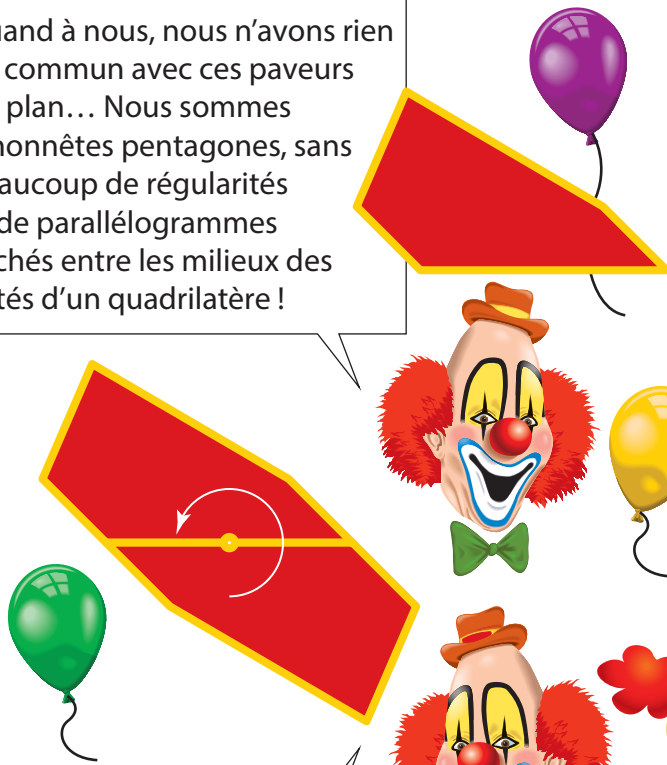 uand à nous, nous n’avons rien
commun avec ces paveurs
plan… Nous sommes
honnêtes pentagones, sans
aucoup de régularités
de parallélogrammes
chés entre les milieux des
tés d’un quadrilatère !